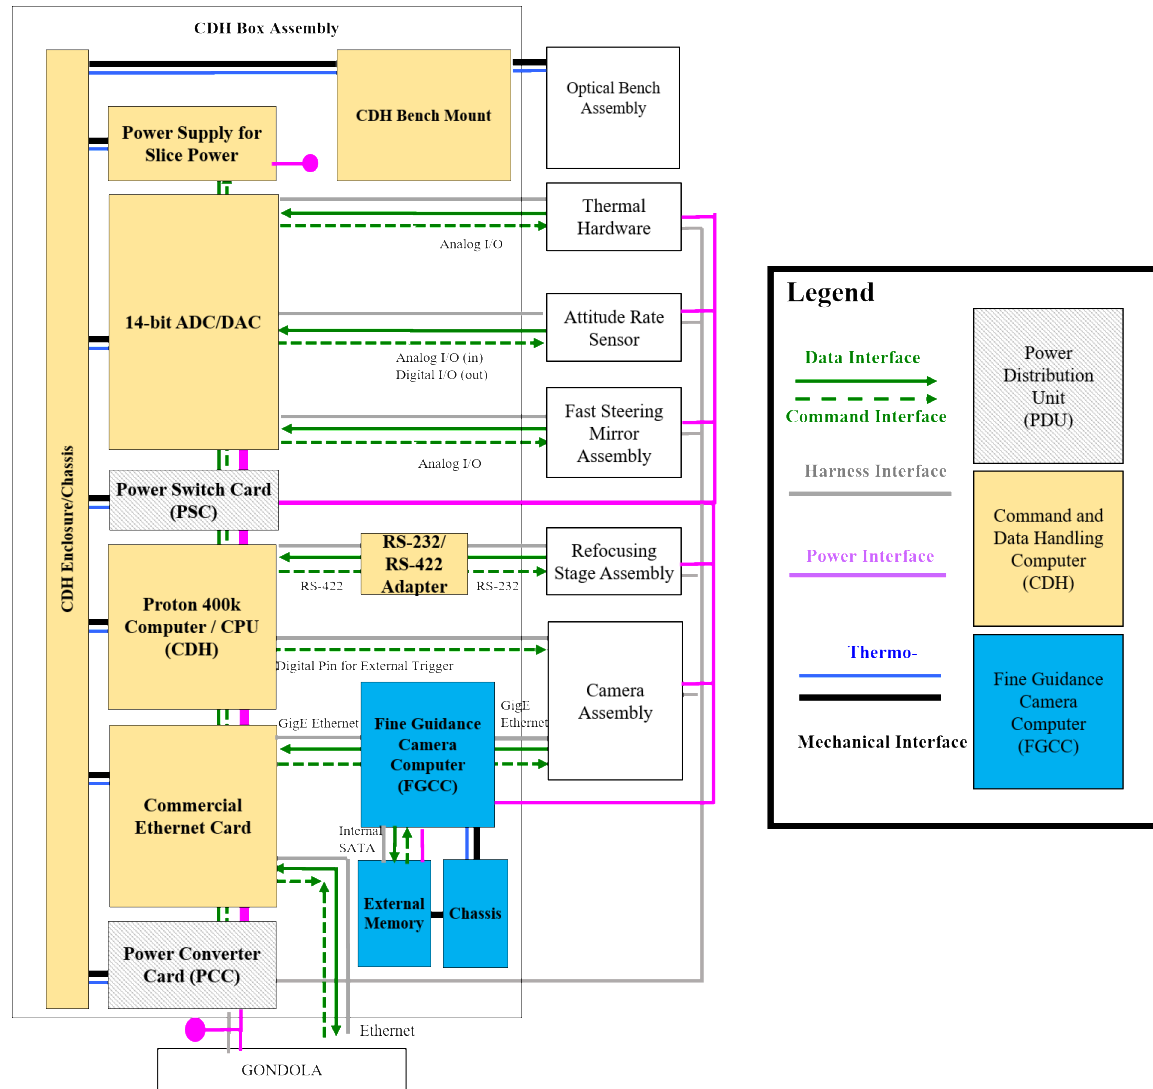 CDH Box Assembly
CDH Enclosure/Chassis
CDH Bench Mount
Optical Bench
Assembly
Power Supply for
Slice Power
14-bit ADC/DAC
Thermal
Hardware
Analog I/O
Attitude Rate
Sensor
Analog I/O (in)
Digital I/O (out)
Fast Steering
Mirror
Assembly
Analog I/O
Power Switch Card
(PSC)
Proton 400k
Computer / CPU
(CDH)
RS-422
RS-232/
RS-422
Adapter
RS-232
Refocusing
Stage Assembly
Digital Pin for External Trigger
Camera
Assembly
GigE Ethernet
Fine Guidance
Camera
Computer
(FGCC)
GigE
Ethernet
Commercial
Ethernet Card
Internal
SATA
External
Memory
Chassis
Power Converter
Card (PCC)
Ethernet
GONDOLA
Legend
Data Interface
Command Interface
Harness Interface
Power Interface
Thermo-
Mechanical Interface
Power
Distribution
Unit
(PDU)
Command and
Data Handling
Computer
(CDH)
Fine Guidance
Camera
Computer
(FGCC)